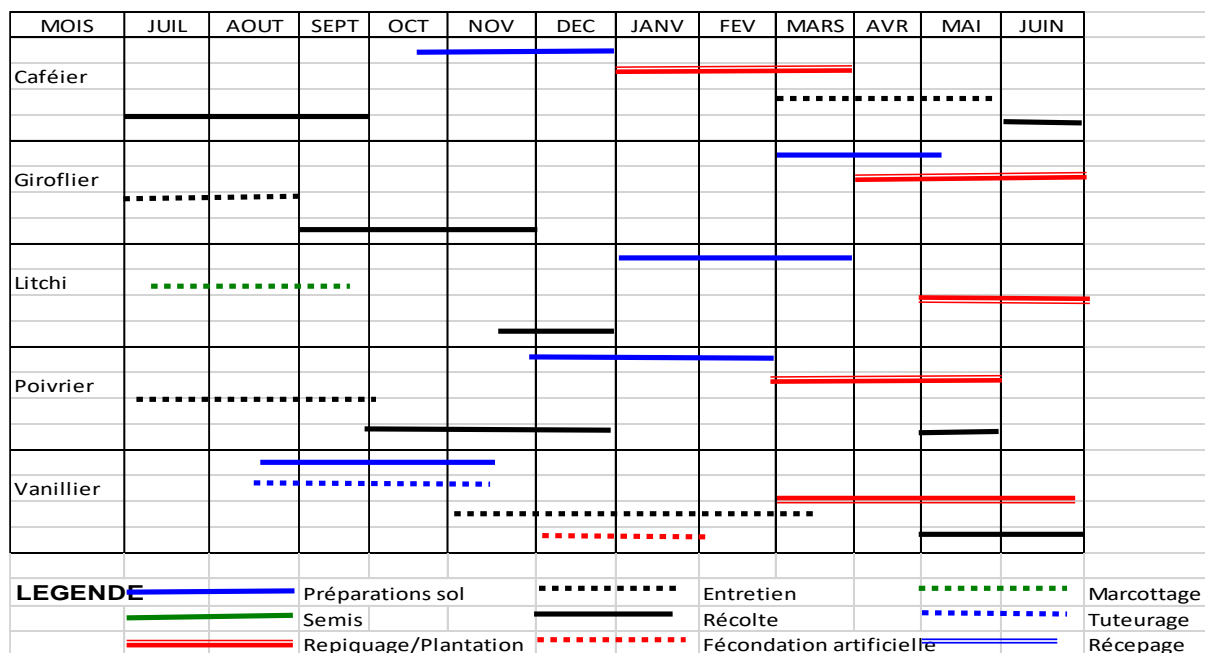 MOIS JUIL AOUT SEPT OCT NOV DEC JANV FEV MARS AVR MAI JUIN
Caféier
Giroflier
Litchi
Poivrier
Vanillier
LEGENDE Préparations sol Entretien Marcottage
Semis Récolte Tuteurage
Repiquage/Plantation Fécondation artificielle Récepage